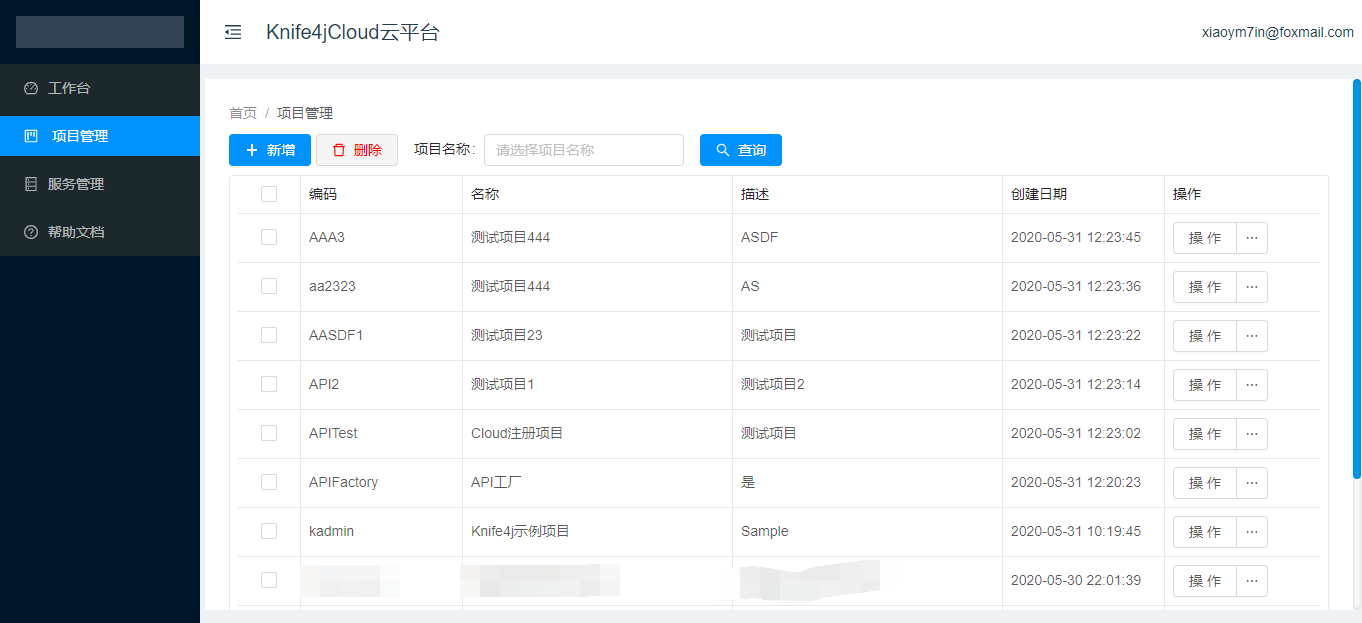 Knife4jCloud云平台
xiaoym7in@foxmail.com
工作台
项目管理
服务管理
帮助文档
首页 / 项目管理
新增 删除 项目名称: 请选择项目名称 查询
编码 名称 描述 创建日期 操作
AAA3 测试项目444 ASDF 2020-05-31 12:23:45 操 作 ···
aa2323 测试项目444 AS 2020-05-31 12:23:36 操 作 ···
AASDF1 测试项目23 测试项目 2020-05-31 12:23:22 操 作 ···
API2 测试项目1 测试项目2 2020-05-31 12:23:14 操 作 ···
APITest Cloud注册项目 测试项目 2020-05-31 12:23:02 操 作 ···
APIFactory API工厂 是 2020-05-31 12:20:23 操 作 ···
kadmin Knife4j示例项目 Sample 2020-05-31 10:19:45 操 作 ···
2020-05-30 22:01:39 操 作 ···